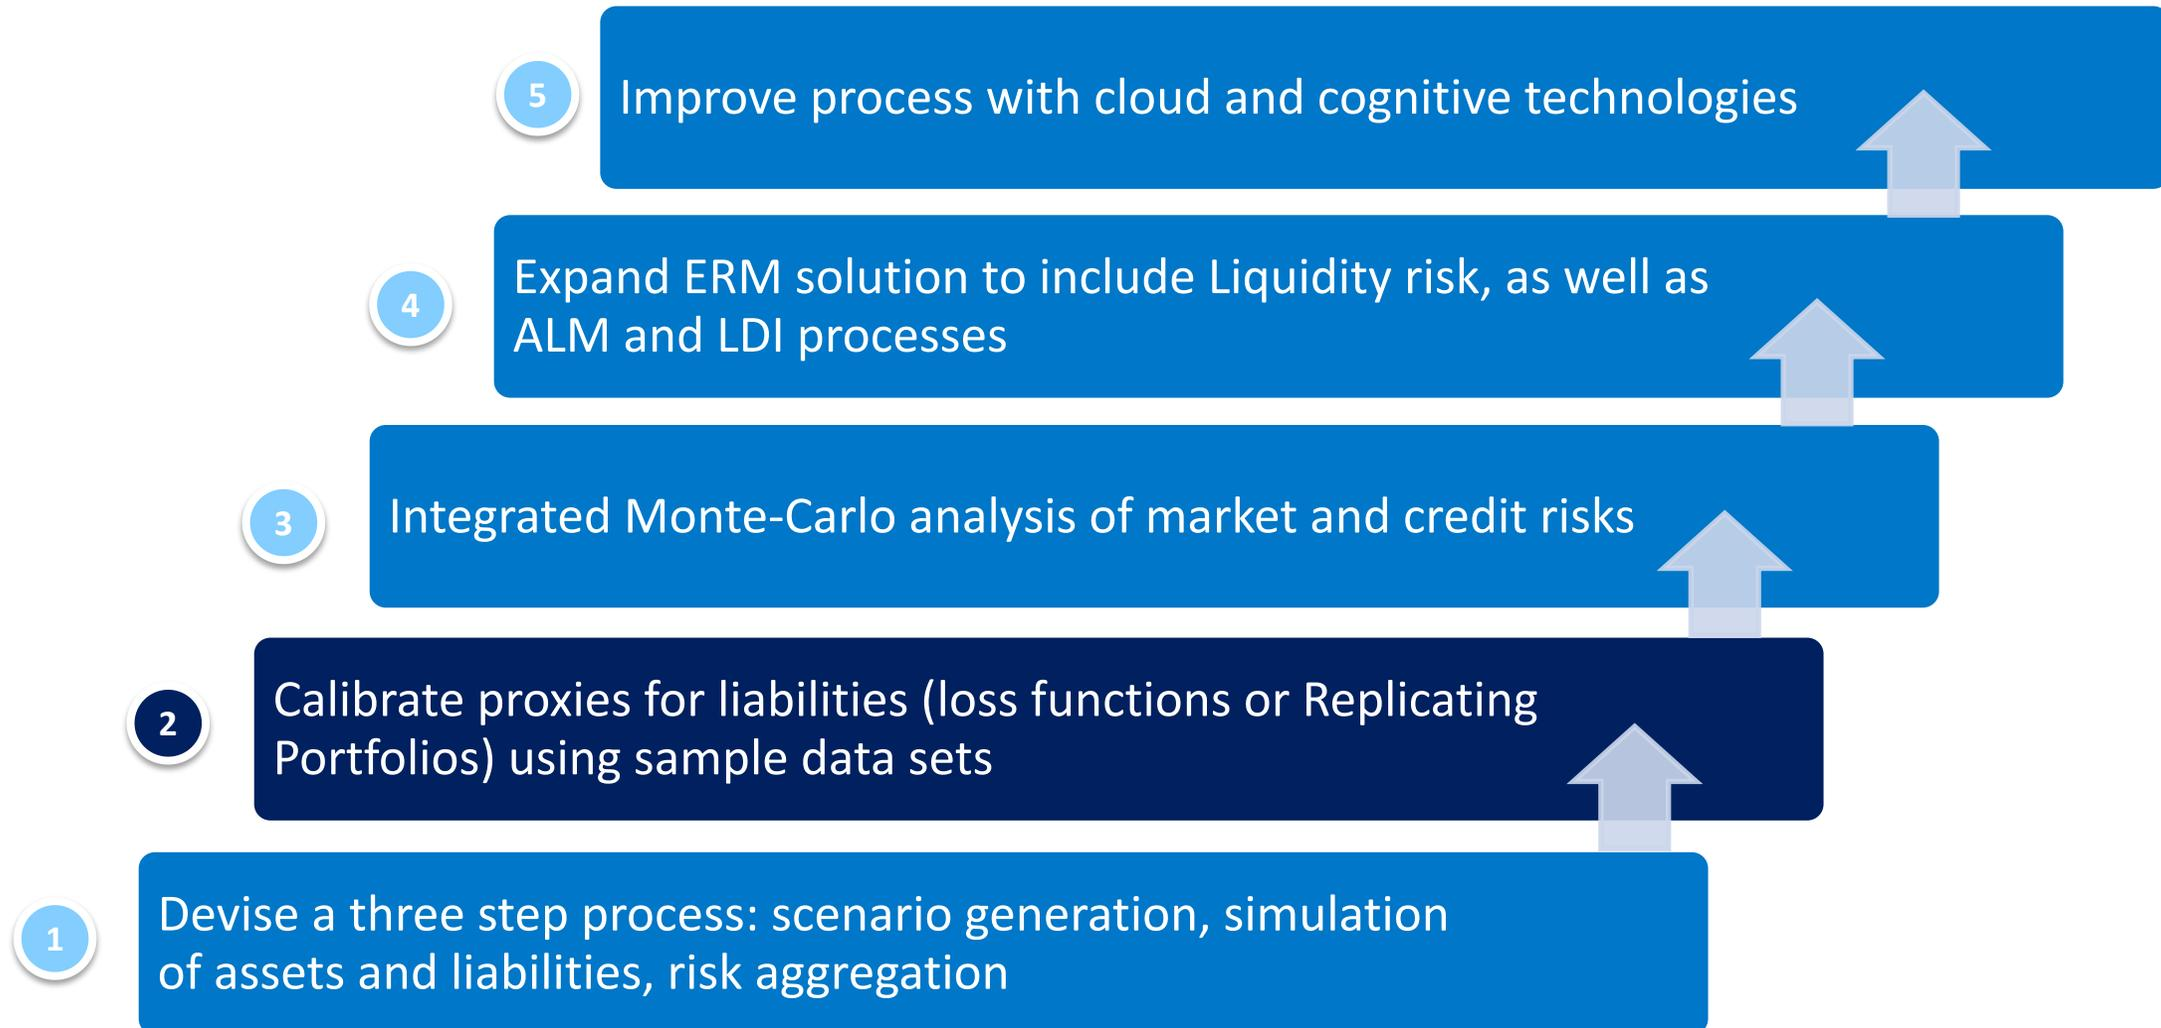 5
Improve process with cloud and cognitive technologies
4
Expand ERM solution to include Liquidity risk, as well as
ALM and LDI processes
3
Integrated Monte-Carlo analysis of market and credit risks
2
Calibrate proxies for liabilities (loss functions or Replicating
Portfolios) using sample data sets
1
Devise a three step process: scenario generation, simulation
of assets and liabilities, risk aggregation